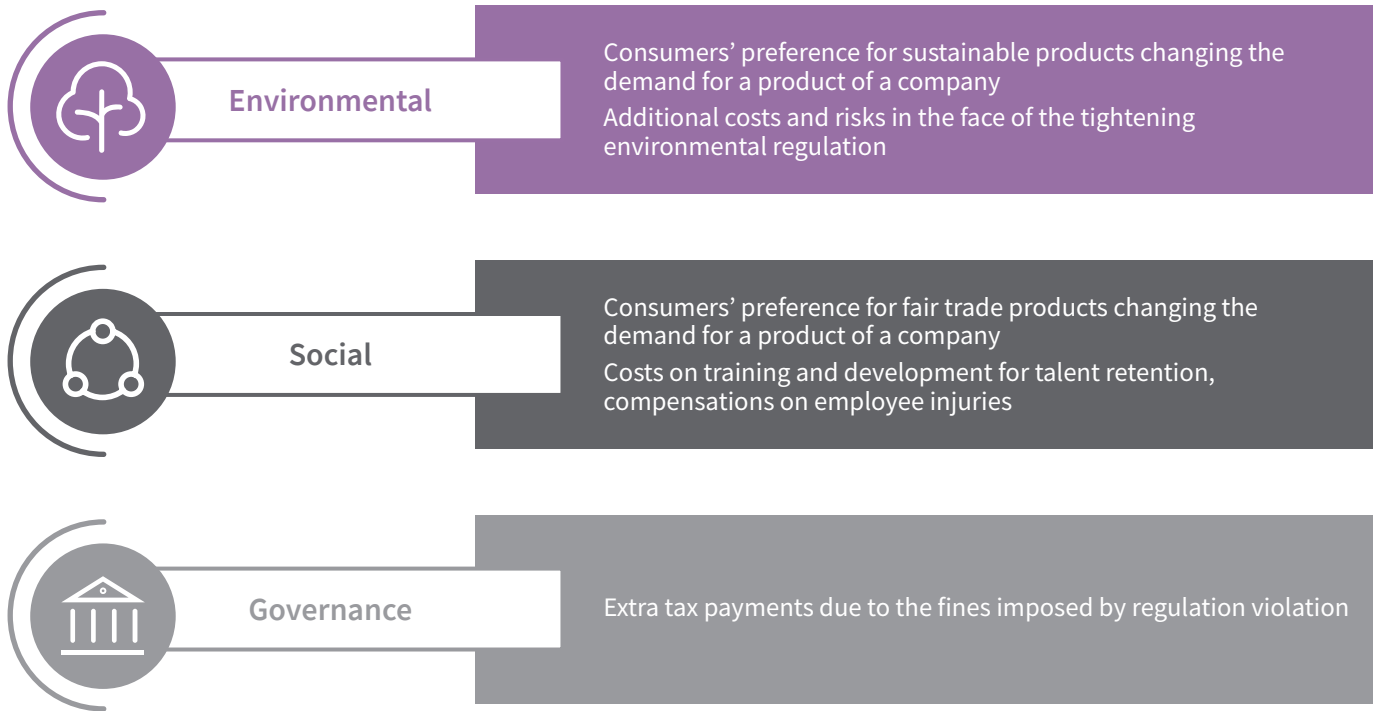 Environmental
Consumers’ preference for sustainable products changing the
demand for a product of a company
Additional costs and risks in the face of the tightening
environmental regulation
Social
Consumers’ preference for fair trade products changing the
demand for a product of a company
Costs on training and development for talent retention,
compensations on employee injuries
Governance
Extra tax payments due to the fines imposed by regulation violation